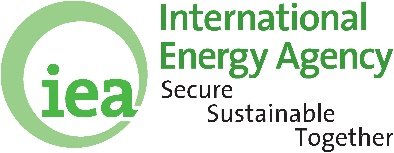 iea
International
Energy Agency
Secure
Sustainable
Together